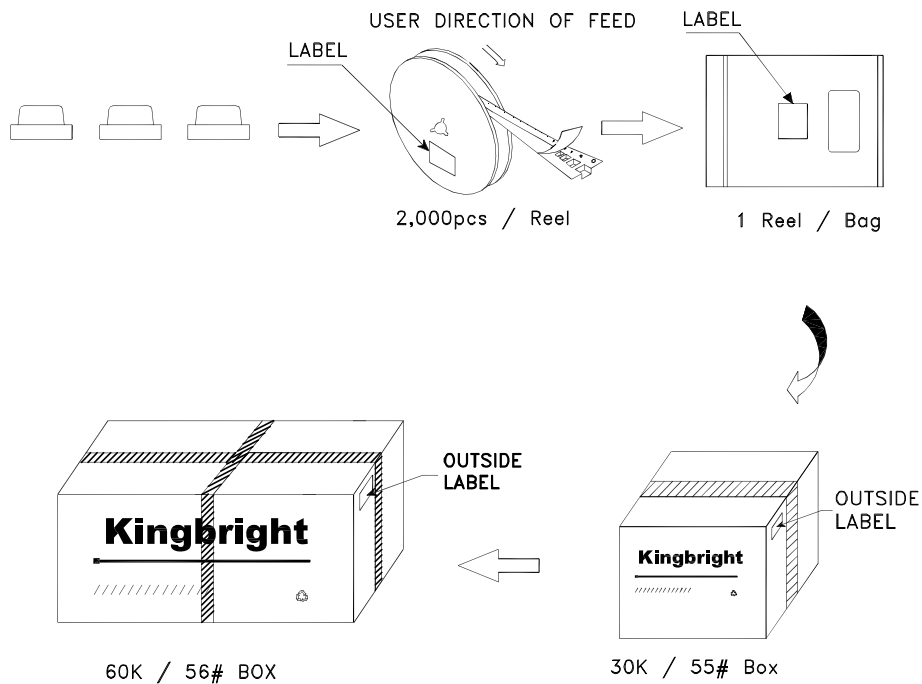 USER DIRECTION OF FEED
LABEL
LABEL
2,000pcs / Reel
1 Reel / Bag
OUTSIDE
LABEL
Kingbright
60K / 56# BOX
OUTSIDE
LABEL
Kingbright
30K / 55# Box